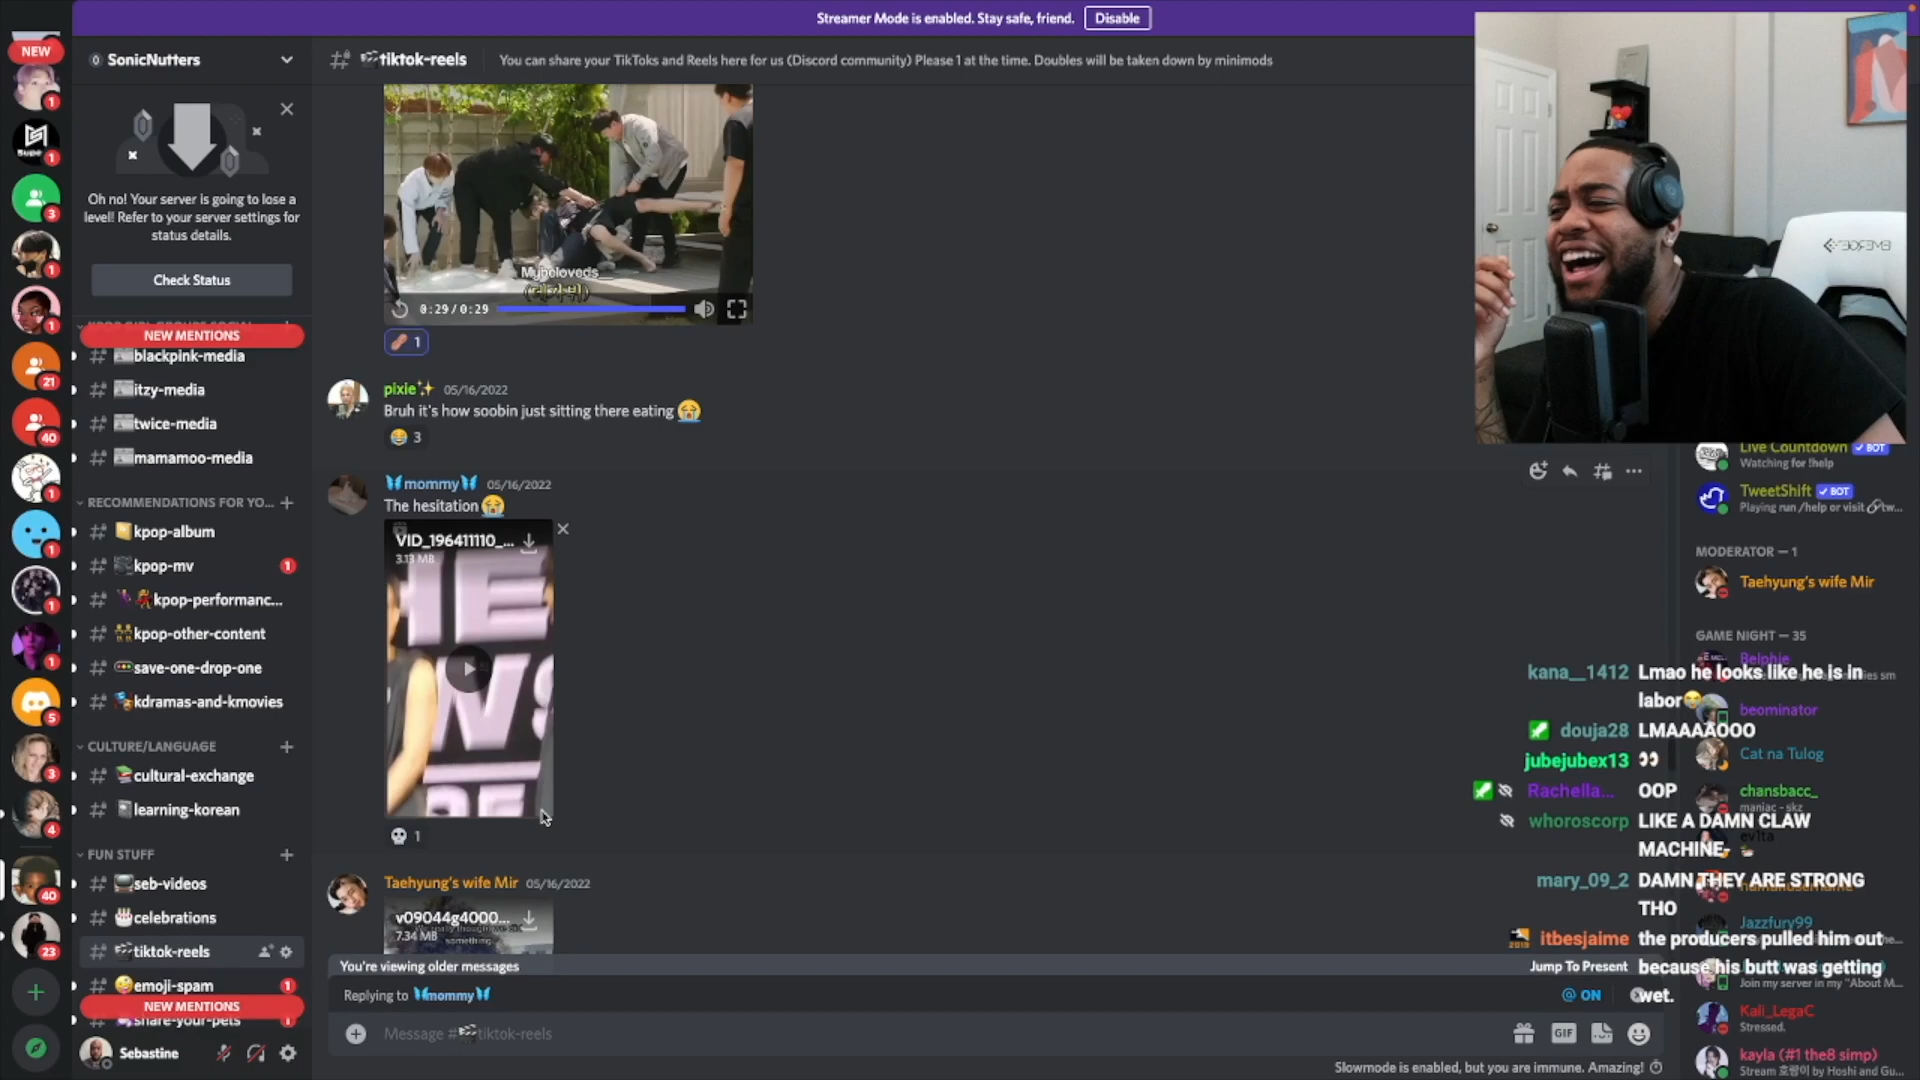 Streamer Mode is enabled. Stay safe, friend.
Disable
NEW
SonicNutters
tiktok-reels
You can share your TikToks and Reels here for us (Discord community) Please 1 at the time. Doubles will be taken down by minimods
Oh no! Your server is going to lose a
level! Refer to your server settings for
status details.
Check Status
NEW MENTIONS
blackpink-media
itzy-media
twice-media
mamamoo-media
RECOMMENDATIONS FOR YO...
kpop-album
kpop-mv
1
kpop-performanc...
kpop-other-content
save-one-drop-one
kdramas-and-kmovies
CULTURE/LANGUAGE
cultural-exchange
learning-korean
FUN STUFF
seb-videos
celebrations
tiktok-reels
emoji-spam
1
NEW MENTIONS
share-your-pets
Sebastine
Mybeloveds__
0:29/0:29
1
pixie 05/16/2022
Bruh it's how soobin just sitting there eating
3
mommy 05/16/2022
The hesitation
VID_196411110_...
3.13 MB
1
Taehyung's wife Mir 05/16/2022
v09044g4000...
7.34 MB
something
You're viewing older messages
Jump To Present
Replying to mommy
@ ON
Message # tiktok-reels
GIF
Slowmode is enabled, but you are immune. Amazing!
Live Countdown BOT
Watching for !help
TweetShift BOT
Playing run /help or visit
MODERATOR — 1
Taehyung's wife Mir
GAME NIGHT — 35
Belphie
beominator
Cat na Tulog
chansbacc_
maniac - skz
ev1ta
Jazzfury99
Join my server in my "About M...
Kali_LegaC
Stressed.
kayla (#1 the8 simp)
Stream 호랑이 by Hoshi and Gu...
kana__1412 Lmao he looks like he is in
labor
douja28 LMAAAAOOO
jubejubex13
Rachella... OOP
whoroscorp LIKE A DAMN CLAW
MACHINE-
mary_09_2 DAMN THEY ARE STRONG
THO
itbesjaime the producers pulled him out
because his butt was getting
wet.